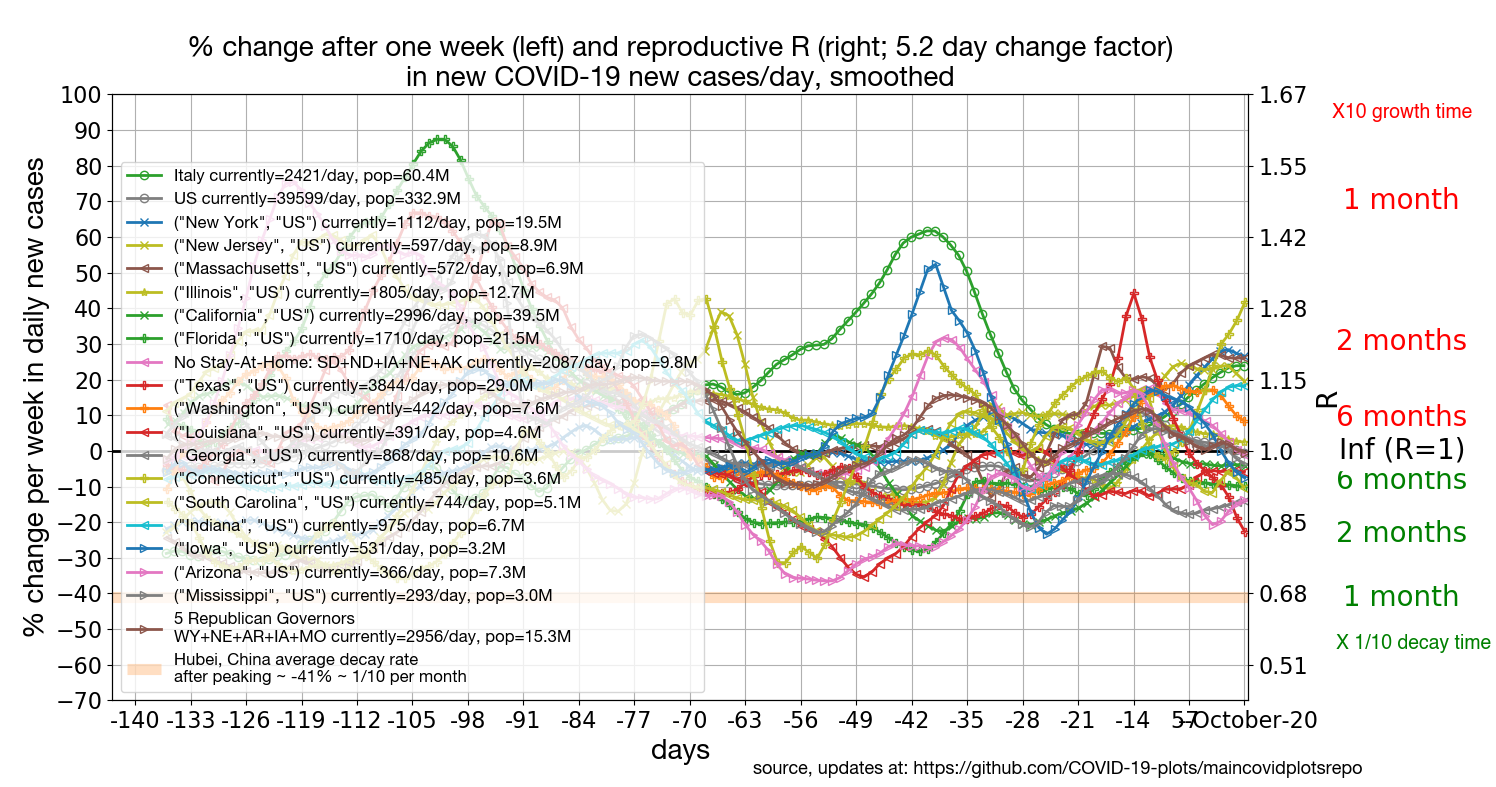 % change after one week (left) and reproductive R (right; 5.2 day change factor)
in new COVID-19 new cases/day, smoothed
% change per week in daily new cases
100
90
80
70
60
50
40
30
20
10
0
−10
−20
−30
−40
−50
−60
−70
Italy currently=2421/day, pop=60.4M
US currently=39599/day, pop=332.9M
("New York", "US") currently=1112/day, pop=19.5M
("New Jersey", "US") currently=597/day, pop=8.9M
("Massachusetts", "US") currently=572/day, pop=6.9M
("Illinois", "US") currently=1805/day, pop=12.7M
("California", "US") currently=2996/day, pop=39.5M
("Florida", "US") currently=1710/day, pop=21.5M
No Stay-At-Home: SD+ND+IA+NE+AK currently=2087/day, pop=9.8M
("Texas", "US") currently=3844/day, pop=29.0M
("Washington", "US") currently=442/day, pop=7.6M
("Louisiana", "US") currently=391/day, pop=4.6M
("Georgia", "US") currently=868/day, pop=10.6M
("Connecticut", "US") currently=485/day, pop=3.6M
("South Carolina", "US") currently=744/day, pop=5.1M
("Indiana", "US") currently=975/day, pop=6.7M
("Iowa", "US") currently=531/day, pop=3.2M
("Arizona", "US") currently=366/day, pop=7.3M
("Mississippi", "US") currently=293/day, pop=3.0M
5 Republican Governors
WY+NE+AR+IA+MO currently=2956/day, pop=15.3M
Hubei, China average decay rate
after peaking ~ -41% ~ 1/10 per month
1.67
1.55
1.42
1.28
1.15
1.0
0.85
0.68
0.51
R
X10 growth time
1 month
2 months
6 months
Inf (R=1)
6 months
2 months
1 month
X 1/10 decay time
-140 -133 -126 -119 -112 -105 -98 -91 -84 -77 -70 -63 -56 -49 -42 -35 -28 -21 -14 October-20
days
source, updates at: https://github.com/COVID-19-plots/maincovidplotsrepo